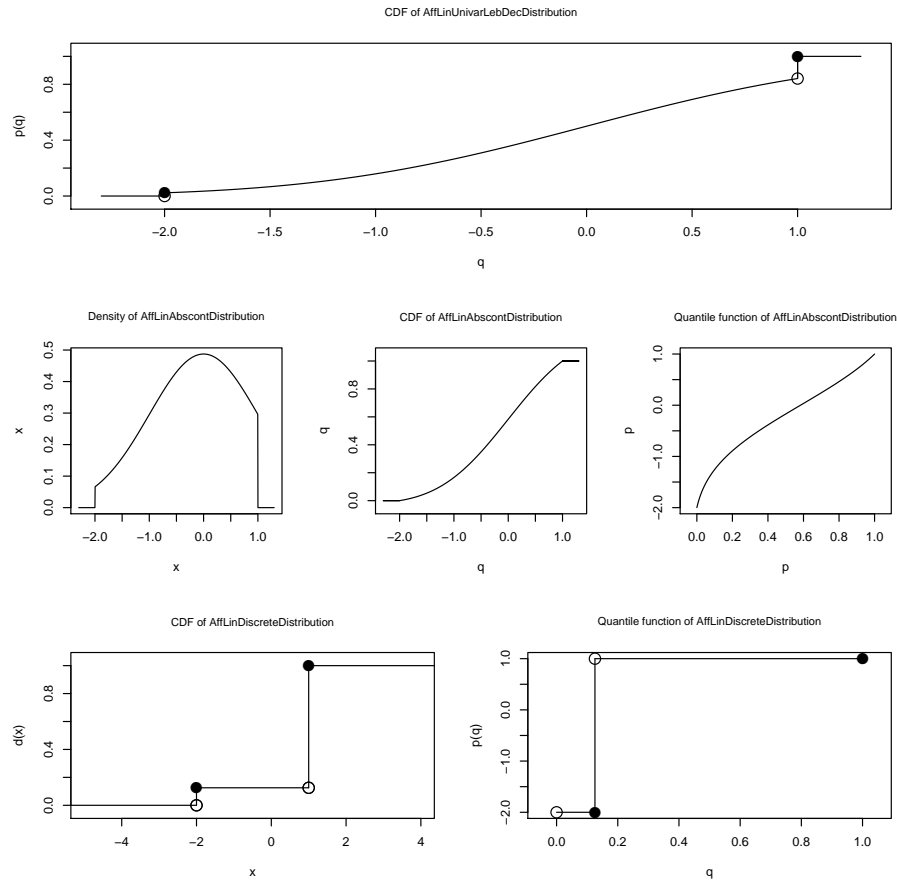 CDF of AffLinUnivarLebDecDistribution
p(q)
0.0 0.4 0.8
−2.0 −1.5 −1.0 −0.5 0.0 0.5 1.0
q
Density of AffLinAbscontDistribution
x
0.0 0.1 0.2 0.3 0.4 0.5
−2.0 −1.0 0.0 1.0
x
CDF of AffLinAbscontDistribution
q
0.0 0.4 0.8
−2.0 −1.0 0.0 1.0
q
Quantile function of AffLinAbscontDistribution
p
−2.0 −1.0 0.0 1.0
0.0 0.2 0.4 0.6 0.8 1.0
p
CDF of AffLinDiscreteDistribution
d(x)
0.0 0.4 0.8
−4 −2 0 2 4
x
Quantile function of AffLinDiscreteDistribution
p(q)
−2.0 −1.0 0.0 1.0
0.0 0.2 0.4 0.6 0.8 1.0
q